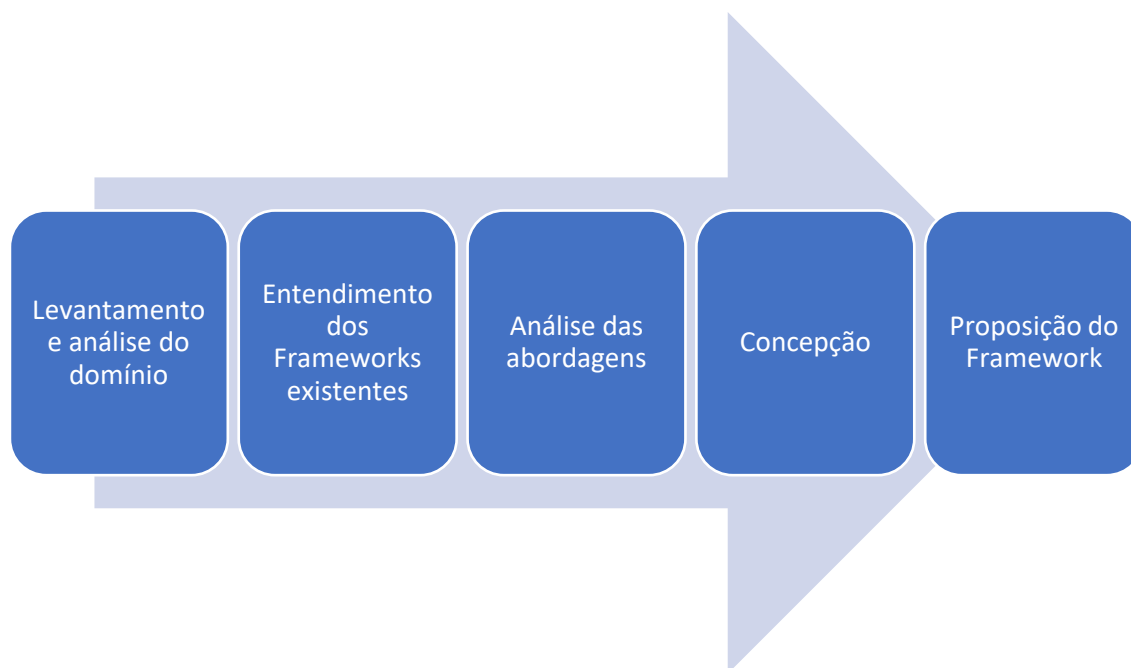 Levantamento
e análise do
domínio
Entendimento
dos
Frameworks
existentes
Análise das
abordagens
Concepção
Proposição do
Framework